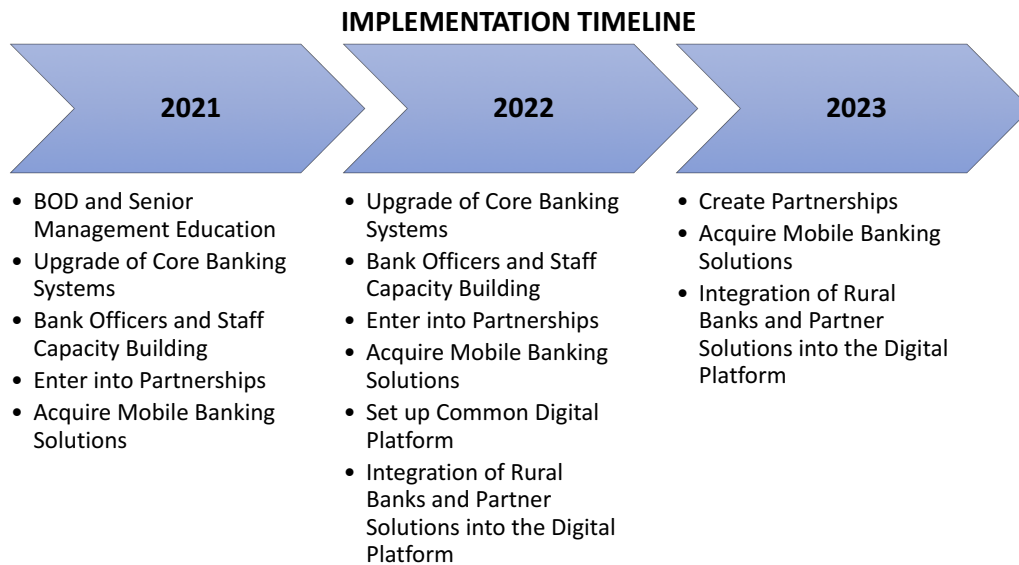 IMPLEMENTATION TIMELINE
2021
• BOD and Senior
Management Education
• Upgrade of Core Banking
Systems
• Bank Officers and Staff
Capacity Building
• Enter into Partnerships
• Acquire Mobile Banking
Solutions
2022
• Upgrade of Core Banking
Systems
• Bank Officers and Staff
Capacity Building
• Enter into Partnerships
• Acquire Mobile Banking
Solutions
• Set up Common Digital
Platform
• Integration of Rural
Banks and Partner
Solutions into the Digital
Platform
2023
• Create Partnerships
• Acquire Mobile Banking
Solutions
• Integration of Rural
Banks and Partner
Solutions into the Digital
Platform